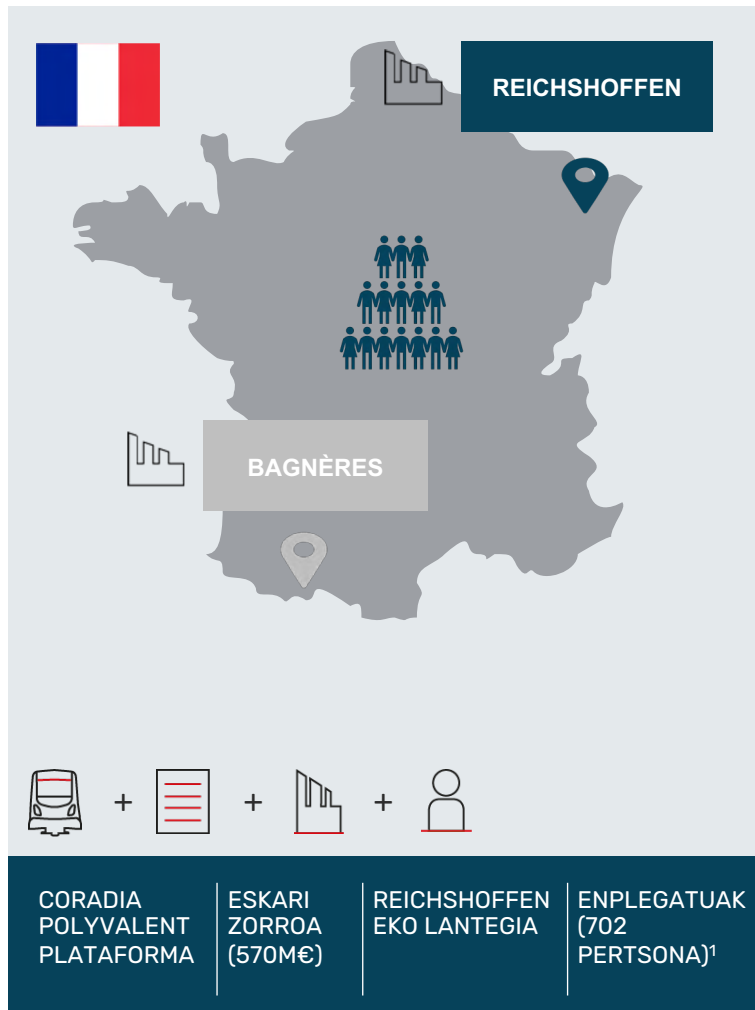 REICHSHOFFEN
BAGNÈRES
+ + +
CORADIA
POLYVALENT
PLATAFORMA
ESKARI
ZORROA
(570M€)
REICHSHOFFEN
EKO LANTEGIA
ENPLEGATUAK
(702
PERTSONA)¹